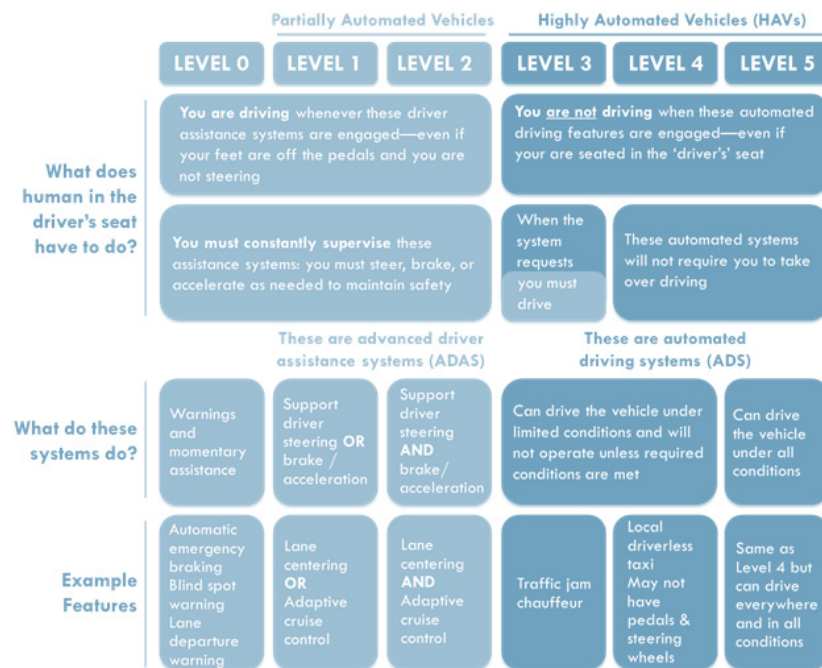 Partially Automated Vehicles
Highly Automated Vehicles (HAVs)
LEVEL 0
LEVEL 1
LEVEL 2
LEVEL 3
LEVEL 4
LEVEL 5
What does
human in the
driver's seat
have to do?
You are driving whenever these driver
assistance systems are engaged—even if
your feet are off the pedals and you are
not steering
You are not driving when these automated
driving features are engaged—even if
your are seated in the 'driver's' seat
You must constantly supervise these
assistance systems: you must steer, brake, or
accelerate as needed to maintain safety
When the
system
requests
you must
drive
These automated systems
will not require you to take
over driving
These are advanced driver
assistance systems (ADAS)
These are automated
driving systems (ADS)
What do these
systems do?
Warnings
and
momentary
assistance
Support
driver
steering OR
brake /
acceleration
Support
driver
steering
AND
brake/
acceleration
Can drive the vehicle under
limited conditions and will
not operate unless required
conditions are met
Can drive
the vehicle
under all
conditions
Example
Features
Automatic
emergency
braking
Blind spot
warning
Lane
departure
warning
Lane
centering
OR
Adaptive
cruise
control
Lane
centering
AND
Adaptive
cruise
control
Traffic jam
chauffeur
Local
driverless
taxi
May not
have
pedals &
steering
wheels
Same as
Level 4 but
can drive
everywhere
and in all
conditions